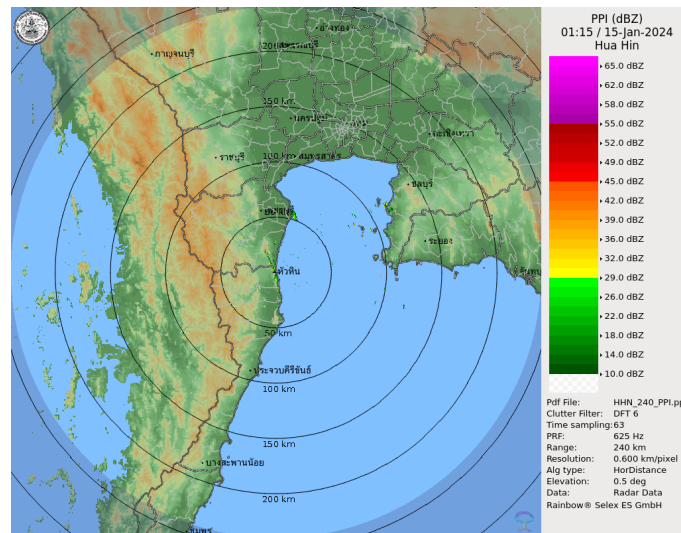 PPI (dBZ)
01:15 / 15-Jan-2024
Hua Hin
65.0 dBZ
62.0 dBZ
58.0 dBZ
55.0 dBZ
52.0 dBZ
49.0 dBZ
45.0 dBZ
42.0 dBZ
39.0 dBZ
36.0 dBZ
32.0 dBZ
29.0 dBZ
26.0 dBZ
22.0 dBZ
18.0 dBZ
14.0 dBZ
10.0 dBZ
Pdf File: HHN_240_PPI.p
Clutter Filter: DFT 6
Time sampling:63
PRF: 625 Hz
Range: 240 km
Resolution: 0.600 km/pixel
Alg type: HorDistance
Elevation: 0.5 deg
Data: Radar Data
Rainbow® Selex ES GmbH
อ่างทอง
กาญจนบุรี
150 km
นครปฐม
ฉะเชิงเทรา
ราชบุรี
100 km
สมุทรสาคร
ชลบุรี
ระยอง
หัวหิน
50 km
ประจวบคีรีขันธ์
100 km
150 km
บางสะพานน้อย
200 km
ชุมพร